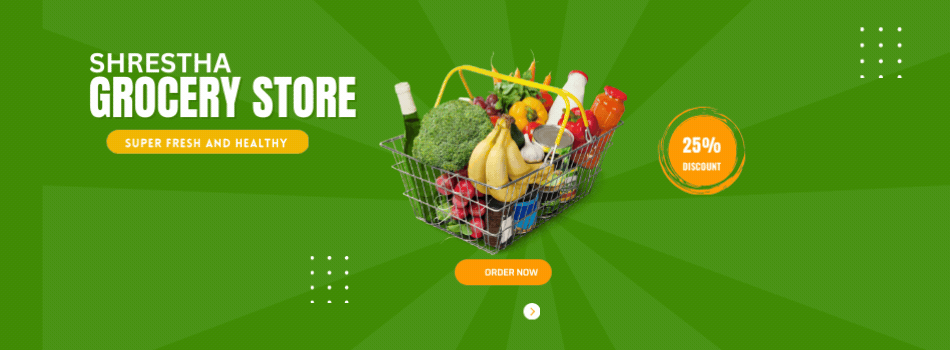 SHRESTHA
GROCERY STORE
SUPER FRESH AND HEALTHY
25%
DISCOUNT
ORDER NOW